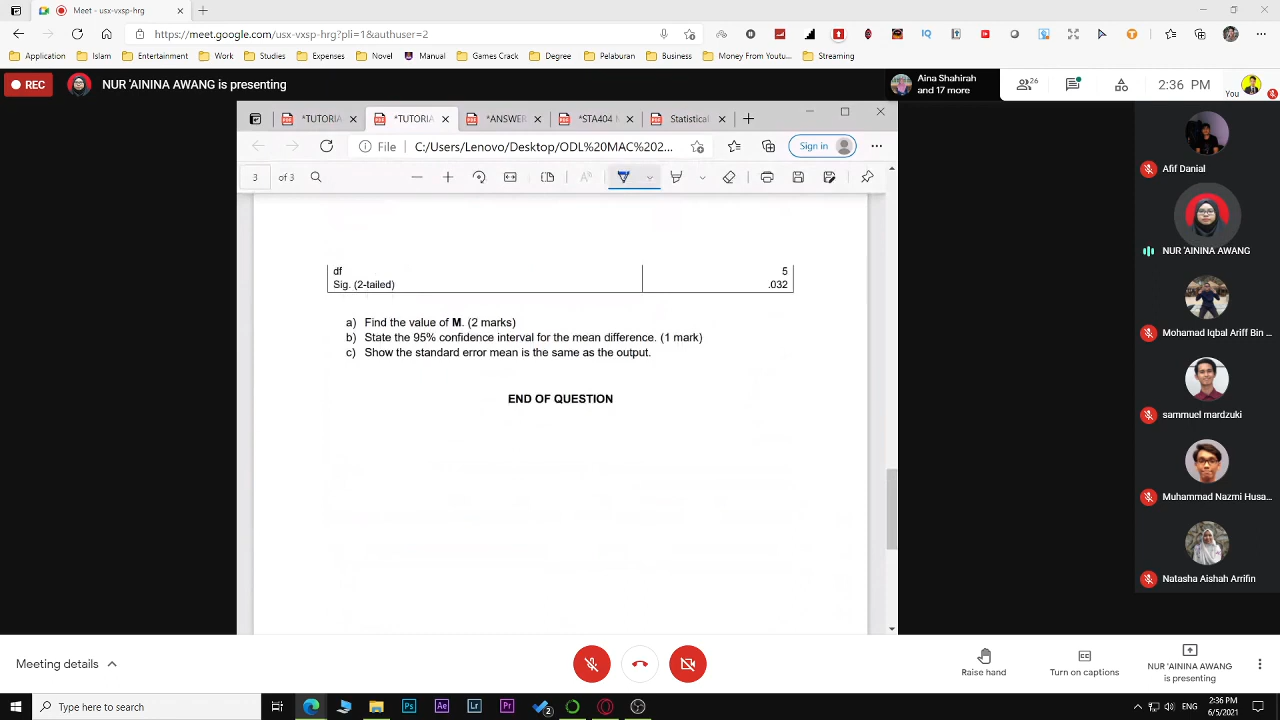 Meet - usx-vxsp-hrg
https://meet.google.com/usx-vxsp-hrg?pli=1&authuser=2
Application
Islam
Expenses
Entertainment
Work
Studies
Novel
Manual
Games Crack
Degree
Pelaburan
Business
Money From Youtu...
Streaming
REC
NUR 'AININA AWANG is presenting
Aina Shahirah
and 17 more
26
2:36 PM
You
*TUTORIA
*TUTORIA
*ANSWER
*STA404 M
Statistical
File
C:/Users/Lenovo/Desktop/ODL%20MAC%202...
Sign in
3 of 3
df 5
Sig. (2-tailed) .032
a) Find the value of M. (2 marks)
b) State the 95% confidence interval for the mean difference. (1 mark)
c) Show the standard error mean is the same as the output.
END OF QUESTION
Afif Danial
NUR 'AININA AWANG
Mohamad Iqbal Ariff Bin ...
sammuel mardzuki
Muhammad Nazmi Husa...
Natasha Aishah Arrifin
Meeting details
Raise hand
Turn on captions
NUR 'AININA AWANG
is presenting
Type here to search
ENG
2:36 PM
6/5/2021